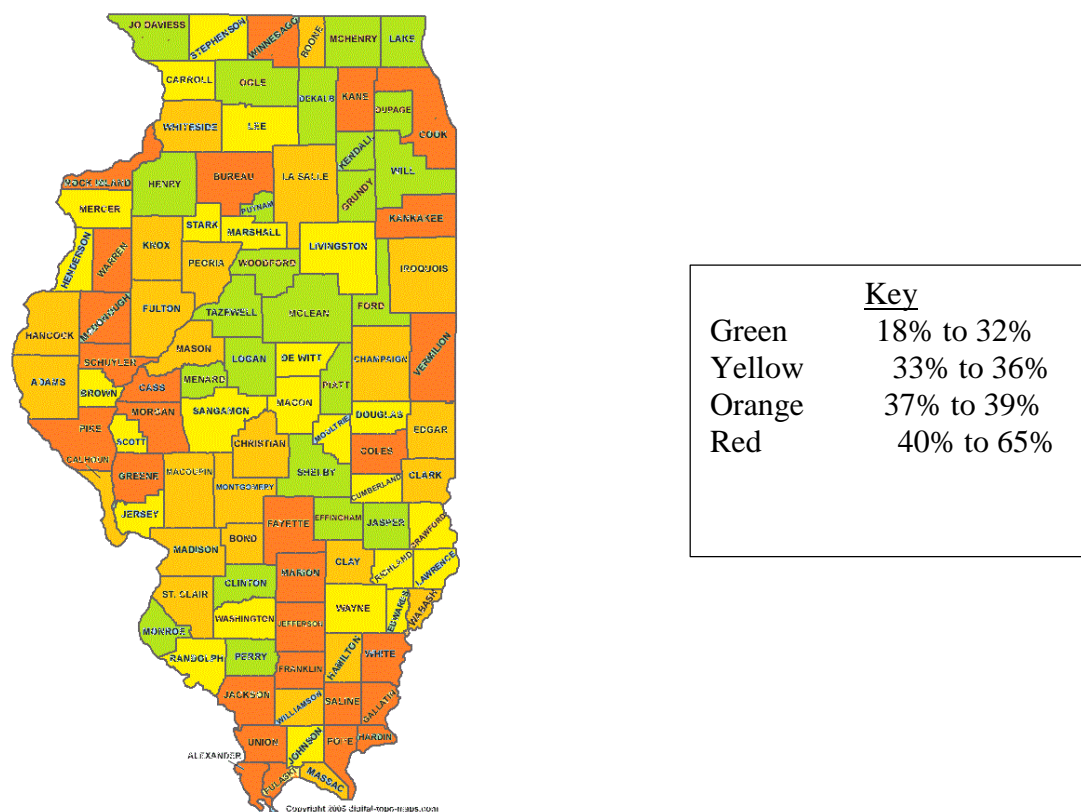 JO DAVIESS
STEPHENSON
WINNEBAGO
BOONE
MCHENRY
LAKE
CARROLL
OGLE
DEKALB
KANE
DUPAGE
COOK
WHITESIDE
LEE
KENDALL
WILL
ROCK ISLAND
HENRY
BUREAU
LA SALLE
GRUNDY
PUTNAM
MERCER
KANKAKEE
STARK
MARSHALL
HENDERSON
WARREN
KNOX
PEORIA
LIVINGSTON
WOODFORD
IROQUOIS
HANCOCK
MCDONOUGH
FULTON
TAZEWELL
MCLEAN
FORD
MASON
SCHUYLER
LOGAN
DE WITT
CHAMPAIGN
VERMILION
ADAMS
BROWN
CASS
MENARD
PIATT
MACON
MORGAN
SANGAMON
DOUGLAS
PIKE
SCOTT
CHRISTIAN
MOULTRIE
EDGAR
COLES
CALHOUN
GREENE
MACOUPIN
SHELBY
CLARK
MONTGOMERY
CUMBERLAND
JERSEY
FAYETTE
EFFINGHAM
JASPER
CRAWFORD
BOND
MADISON
CLAY
RICHLAND
LAWRENCE
MARION
CLINTON
ST. CLAIR
WAYNE
EDWARDS
WABASH
WASHINGTON
JEFFERSON
MONROE
RANDOLPH
PERRY
FRANKLIN
HAMILTON
WHITE
JACKSON
WILLIAMSON
SALINE
GALLATIN
UNION
JOHNSON
POPE
HARDIN
ALEXANDER
PULASKI
MASSAC
Copyright 2005 digital-topo-maps.com
Key
Green 18% to 32%
Yellow 33% to 36%
Orange 37% to 39%
Red 40% to 65%